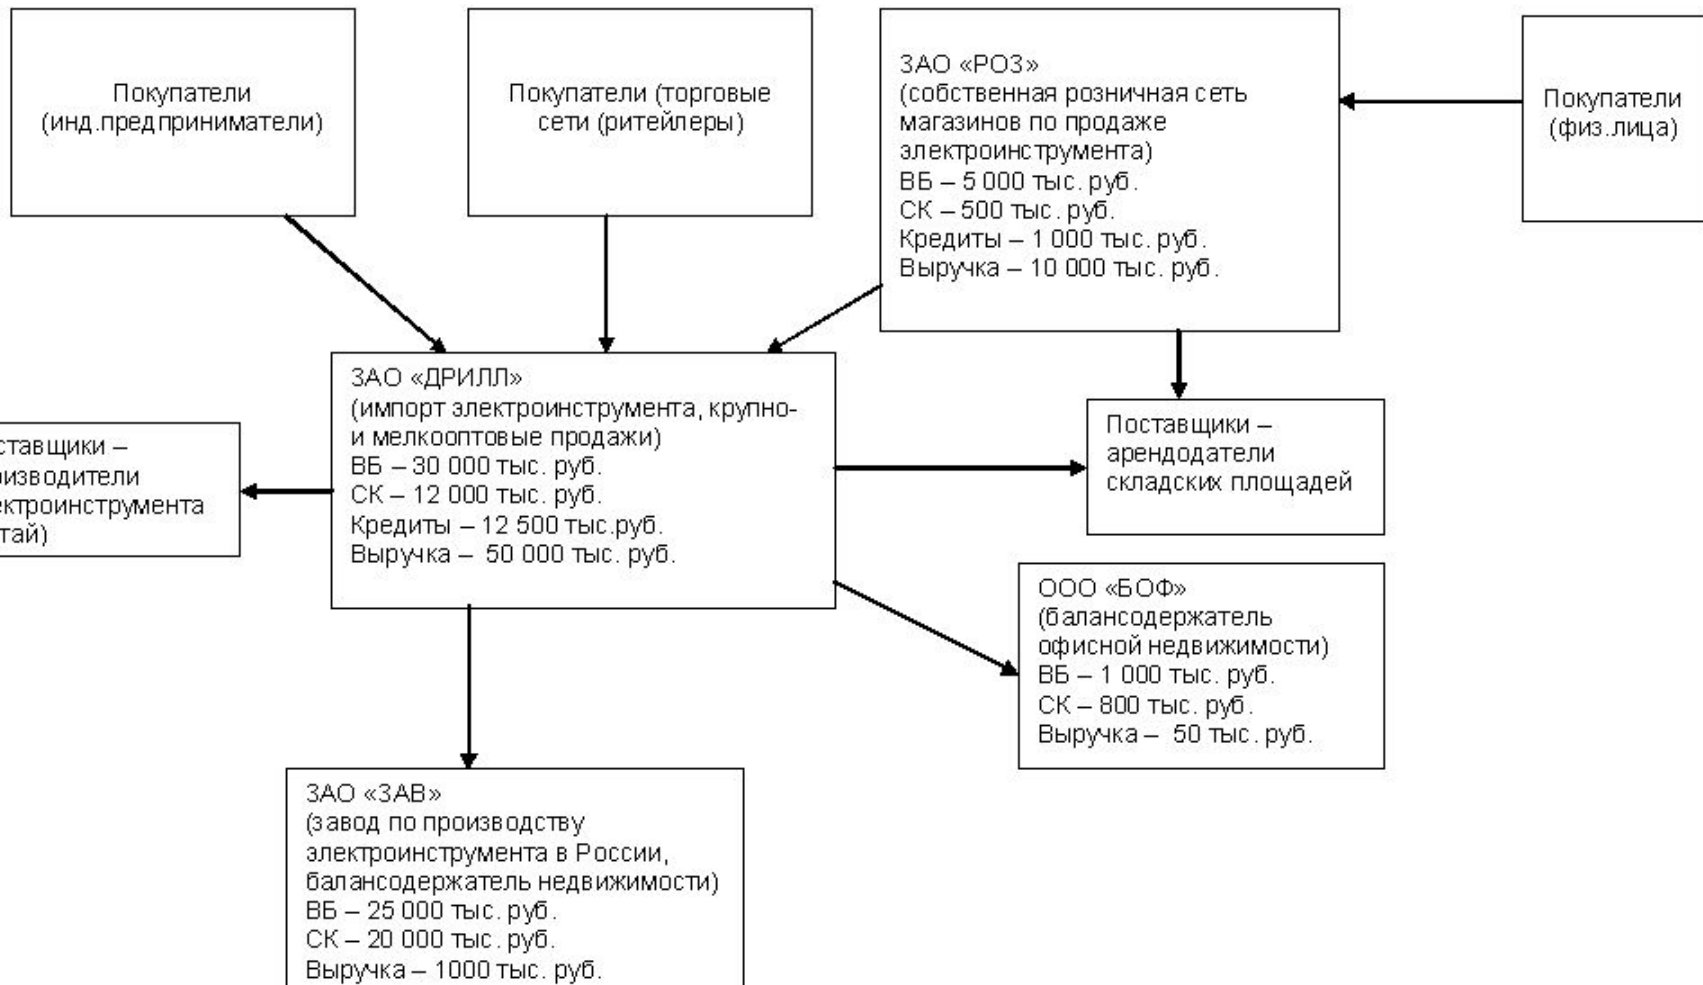 Покупатели
(инд.предприниматели)
Покупатели (торговые
сети (ритейлеры)
ЗАО «РОЗ»
(собственная розничная сеть
магазинов по продаже
электроинструмента)
ВБ – 5 000 тыс. руб.
СК – 500 тыс. руб.
Кредиты – 1 000 тыс. руб.
Выручка – 10 000 тыс. руб.
Покупатели
(физ.лица)
ЗАО «ДРИЛЛ»
(импорт электроинструмента, крупно-
и мелкооптовые продажи)
ВБ – 30 000 тыс. руб.
СК – 12 000 тыс. руб.
Кредиты – 12 500 тыс.руб.
Выручка – 50 000 тыс. руб.
ставщики –
оизводители
ектроинструмента
тай)
Поставщики –
арендодатели
складских площадей
ООО «БОФ»
(балансодержатель
офисной недвижимости)
ВБ – 1 000 тыс. руб.
СК – 800 тыс. руб.
Выручка – 50 тыс. руб.
ЗАО «ЗАВ»
(завод по производству
электроинструмента в России,
балансодержатель недвижимости)
ВБ – 25 000 тыс. руб.
СК – 20 000 тыс. руб.
Выручка – 1000 тыс. руб.